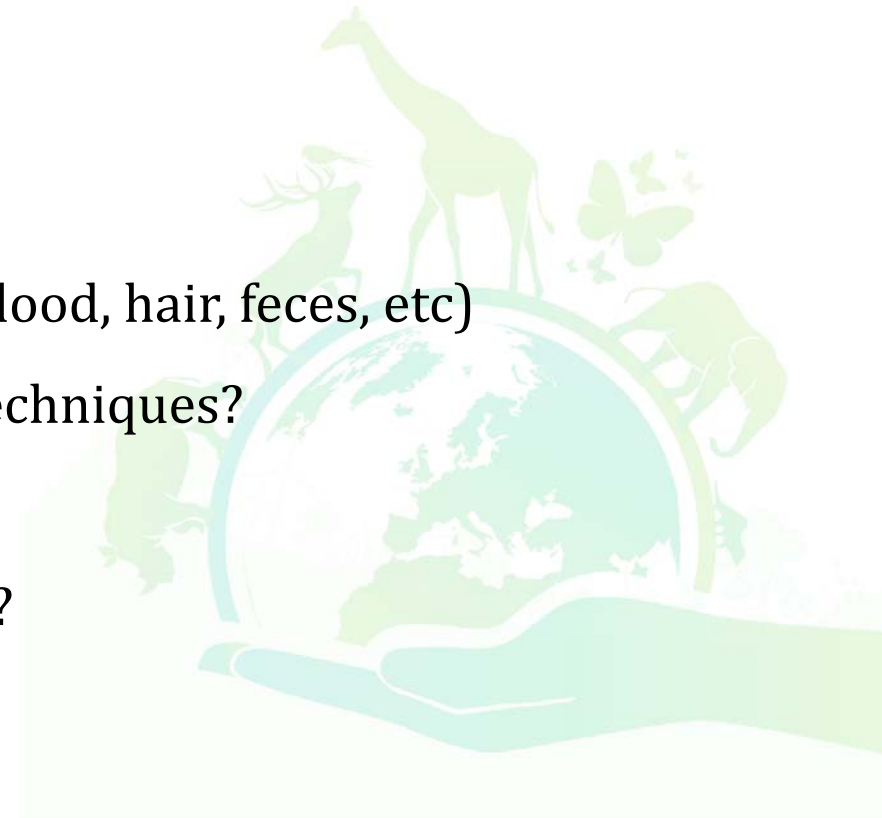 lood, hair, feces, etc)
echniques?
?